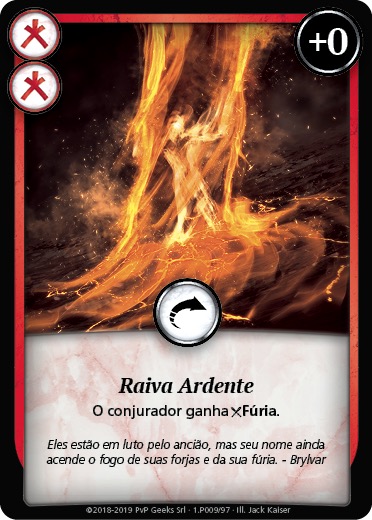 +0
Raiva Ardente
O conjurador ganha Fúria.
Eles estão em luto pelo ancião, mas seu nome ainda
acende o fogo de suas forjas e da sua fúria. - Brylvar
©2018-2019 PvP Geeks Srl · 1.P009/97 · Ill. Jack Kaiser